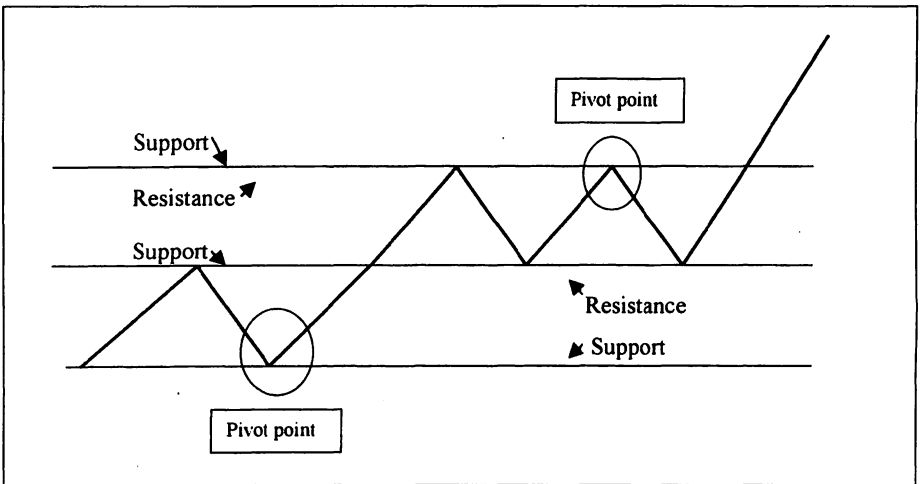 Pivot point
Support
Resistance
Support
Resistance
Support
Pivot point